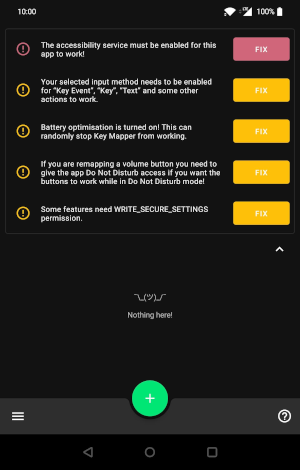 10:00
100%
The accessibility service must be enabled for this
app to work!
FIX
Your selected input method needs to be enabled
for "Key Event", "Key", "Text" and some other
actions to work.
FIX
Battery optimisation is turned on! This can
randomly stop Key Mapper from working.
FIX
If you are remapping a volume button you need to
give the app Do Not Disturb access if you want the
buttons to work while in Do Not Disturb mode!
FIX
Some features need WRITE_SECURE_SETTINGS
permission.
FIX
¯\_(ツ)_/¯
Nothing here!